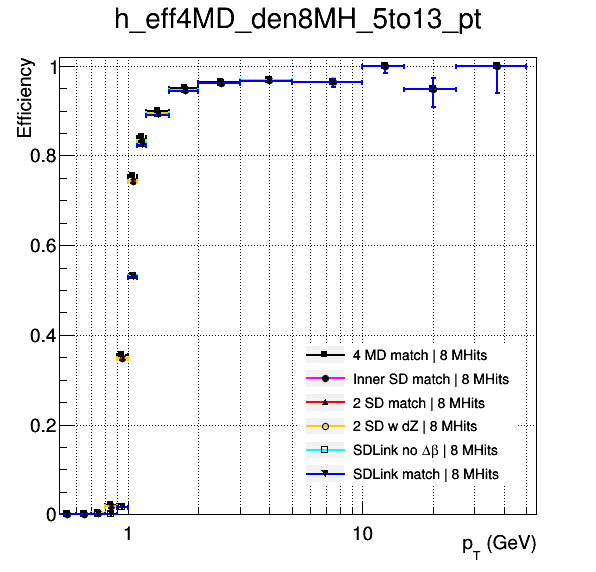 h_eff4MD_den8MH_5to13_pt
Efficiency
1
0.8
0.6
0.4
0.2
0
4 MD match | 8 MHits
Inner SD match | 8 MHits
2 SD match | 8 MHits
2 SD w dZ | 8 MHits
SDLink no Δβ | 8 MHits
SDLink match | 8 MHits
1
10
p_T (GeV)